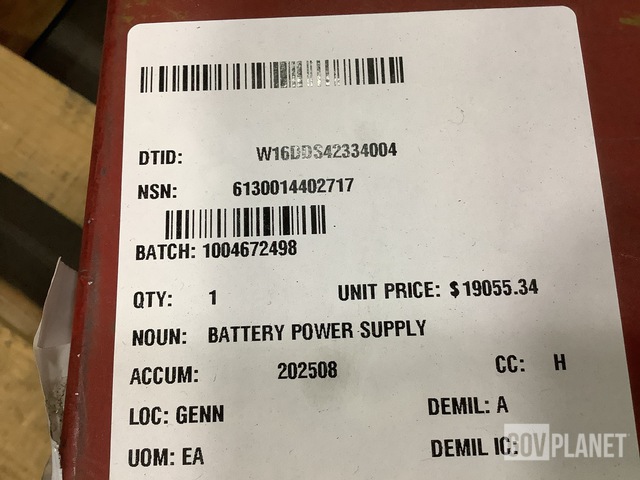 DTID: W16DDS42334004
NSN: 6130014402717
BATCH: 1004672498
QTY: 1 UNIT PRICE: $19055.34
NOUN: BATTERY POWER SUPPLY
ACCUM: 202508 CC: H
LOC: GENN DEMIL: A
UOM: EA DEMIL IC:
GOVPLANET